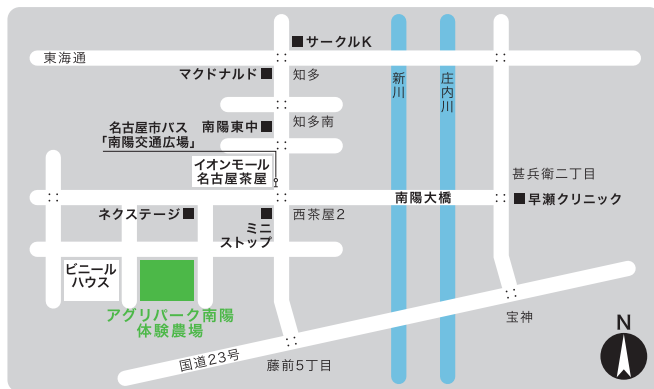 サークルK
東海通
マクドナルド
知多
新川
庄内川
名古屋市バス
「南陽交通広場」
南陽東中
知多南
イオンモール
名古屋茶屋
甚兵衛二丁目
南陽大橋
早瀬クリニック
ネクステージ
ミニ
ストップ
西茶屋2
ビニール
ハウス
アグリパーク南陽
体験農場
宝神
国道23号
藤前5丁目
N